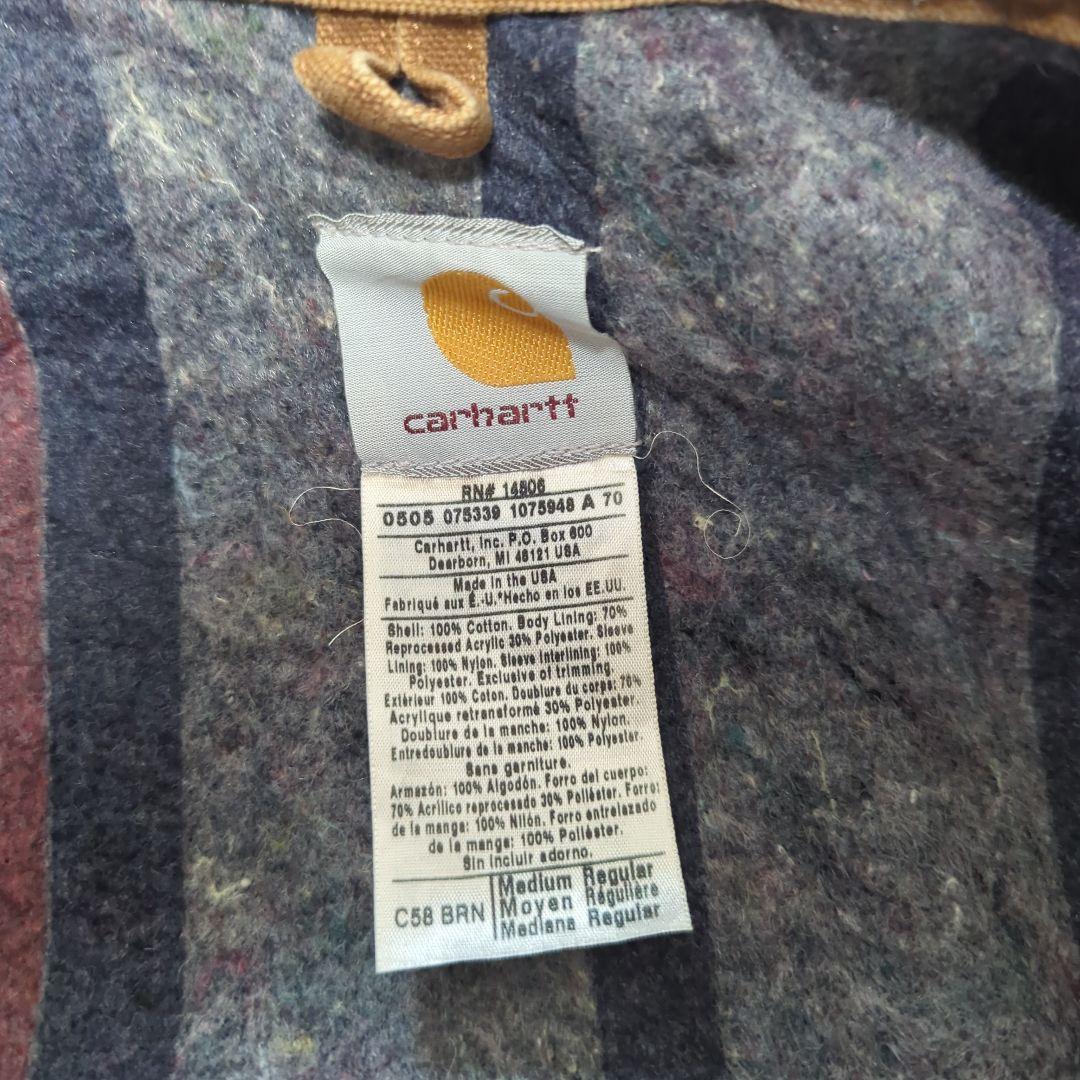 carhartt
RN# 14806
0505 075339 1075948 A 70
Carhartt, Inc. P.O. Box 600
Dearborn, MI 48121 USA
Made in the USA
Fabriqué aux É.-U.*Hecho en los EE.UU.
Shell: 100% Cotton. Body Lining: 70%
Reprocessed Acrylic 30% Polyester. Sleeve
Lining: 100% Nylon. Sleeve Interlining: 100%
Polyester. Exclusive of trimming.
Extérieur 100% Coton. Doublure du corps: 70%
Acrylique retransformé 30% Polyester.
Doublure de la manche: 100% Nylon.
Entredoublure de la manche: 100% Polyester.
Sans garniture.
Armazón: 100% Algodón. Forro del cuerpo:
70% Acrílico reprocesado 30% Poliéster. Forro
de la manga: 100% Nilón. Forro entrelazado
de la manga: 100% Poliéster.
Sin incluir adorno.
C58 BRN
Medium Regular
Moyen Régulière
Mediana Regular